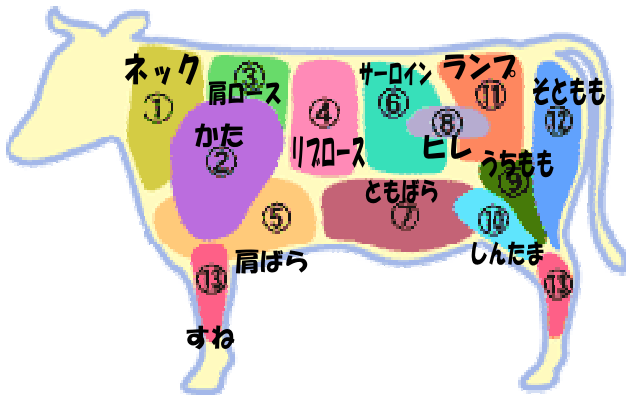 ネック
①
③
肩ロース
かた
②
④
リブロース
サーロイン
⑥
ランプ
⑪
⑧
ヒレ
そともも
⑫
うちもも
⑨
⑤
肩ばら
ともばら
⑦
⑩
しんたま
⑬
すね
⑬